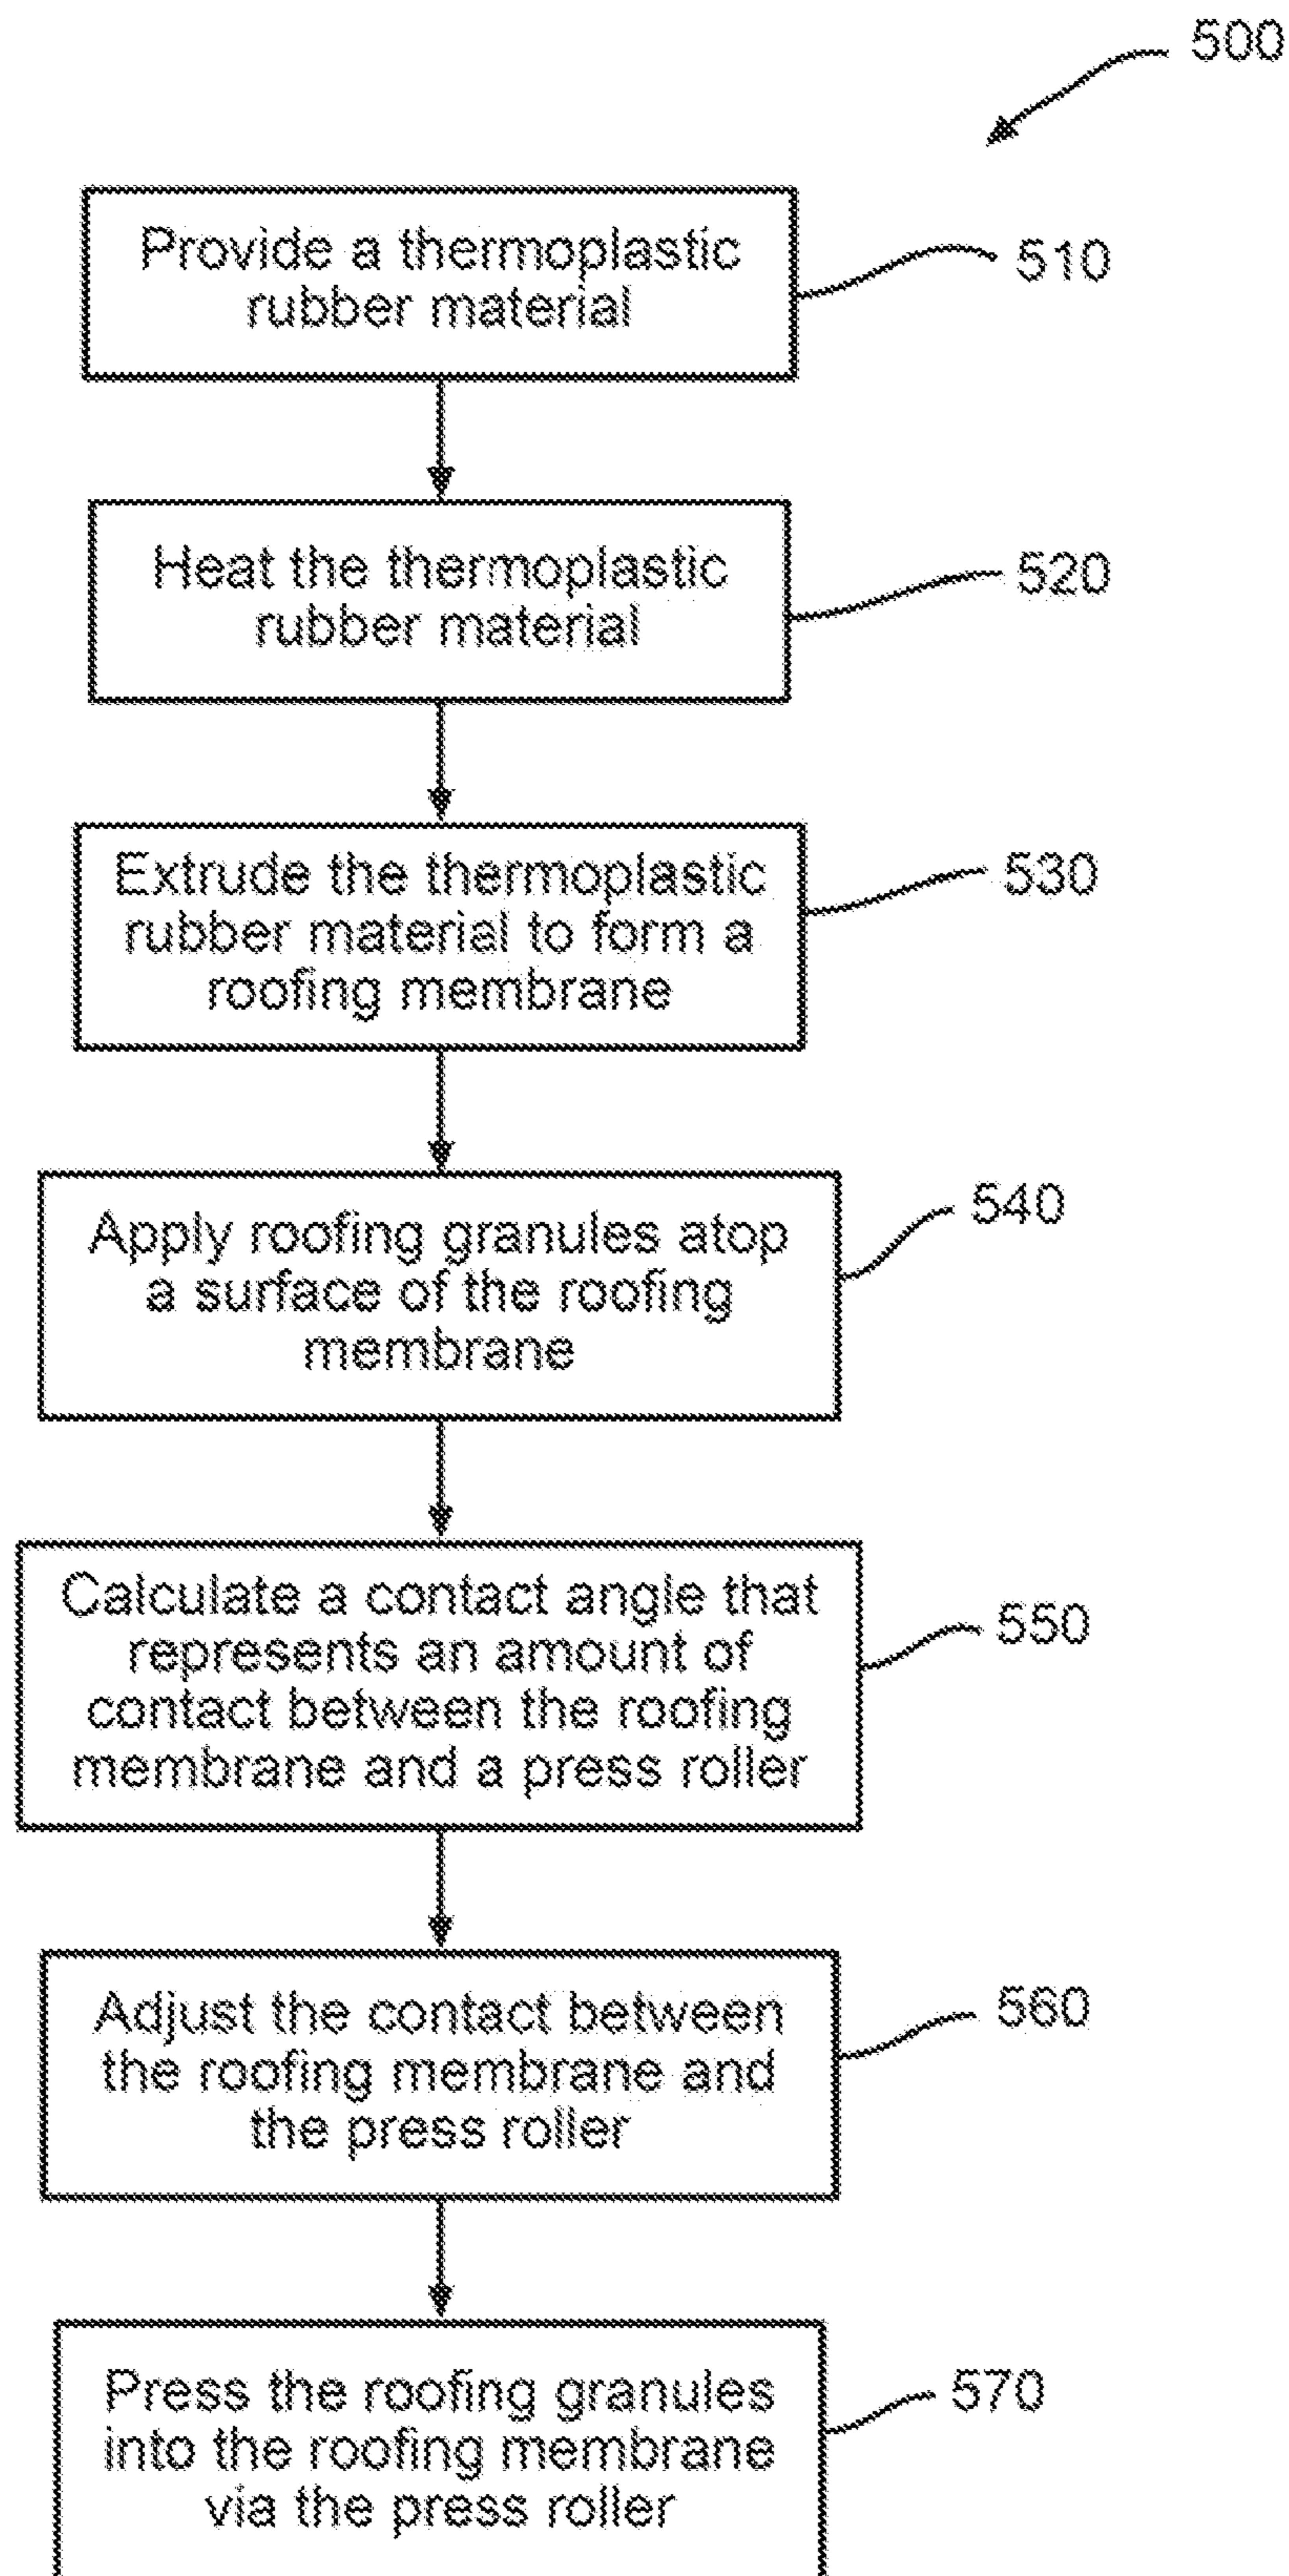 500
Provide a thermoplastic
rubber material
510
Heat the thermoplastic
rubber material
520
Extrude the thermoplastic
rubber material to form a
roofing membrane
530
Apply roofing granules atop
a surface of the roofing
membrane
540
Calculate a contact angle that
represents an amount of
contact between the roofing
membrane and a press roller
550
Adjust the contact between
the roofing membrane and
the press roller
560
Press the roofing granules
into the roofing membrane
via the press roller
570